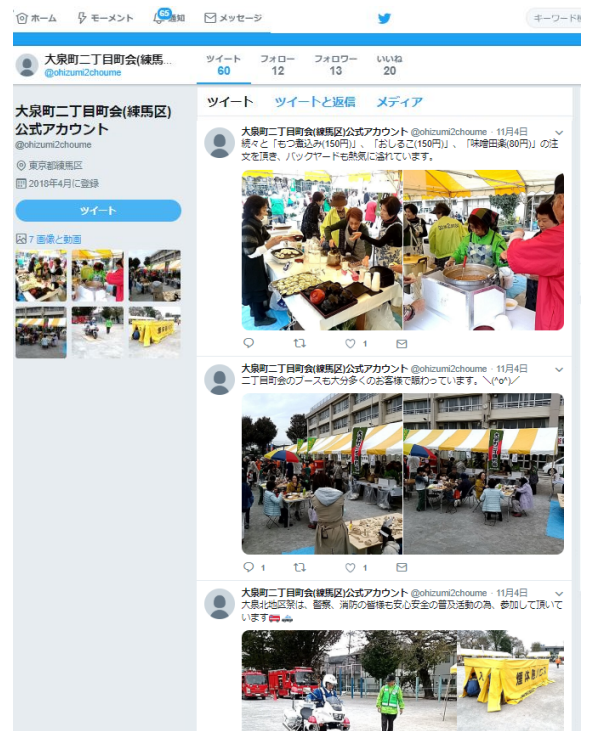 ホーム
モーメント
65
通知
メッセージ
キーワード
大泉町二丁目町会(練馬...
@ohizumi2choume
ツイート
60
フォロー
12
フォロワー
13
いいね
20
大泉町二丁目町会(練馬区)
公式アカウント
@ohizumi2choume
東京都練馬区
2018年4月に登録
ツイート
7 画像と動画
ツイート ツイートと返信 メディア
大泉町二丁目町会(練馬区)公式アカウント @ohizumi2choume · 11月4日
続々と「もつ煮込み(150円)」、「おしるこ(150円)」、「味噌田楽(80円)」の注
文を頂き、バックヤードも熱気に溢れています。
1
大泉町二丁目町会(練馬区)公式アカウント @ohizumi2choume · 11月4日
二丁目町会のブースも大分多くのお客様で賑わっています。＼(^o^)／
1 1
大泉町二丁目町会(練馬区)公式アカウント @ohizumi2choume · 11月4日
大泉北地区祭は、警察、消防の皆様も安心安全の普及活動の為、参加して頂いて
います🚒🚓